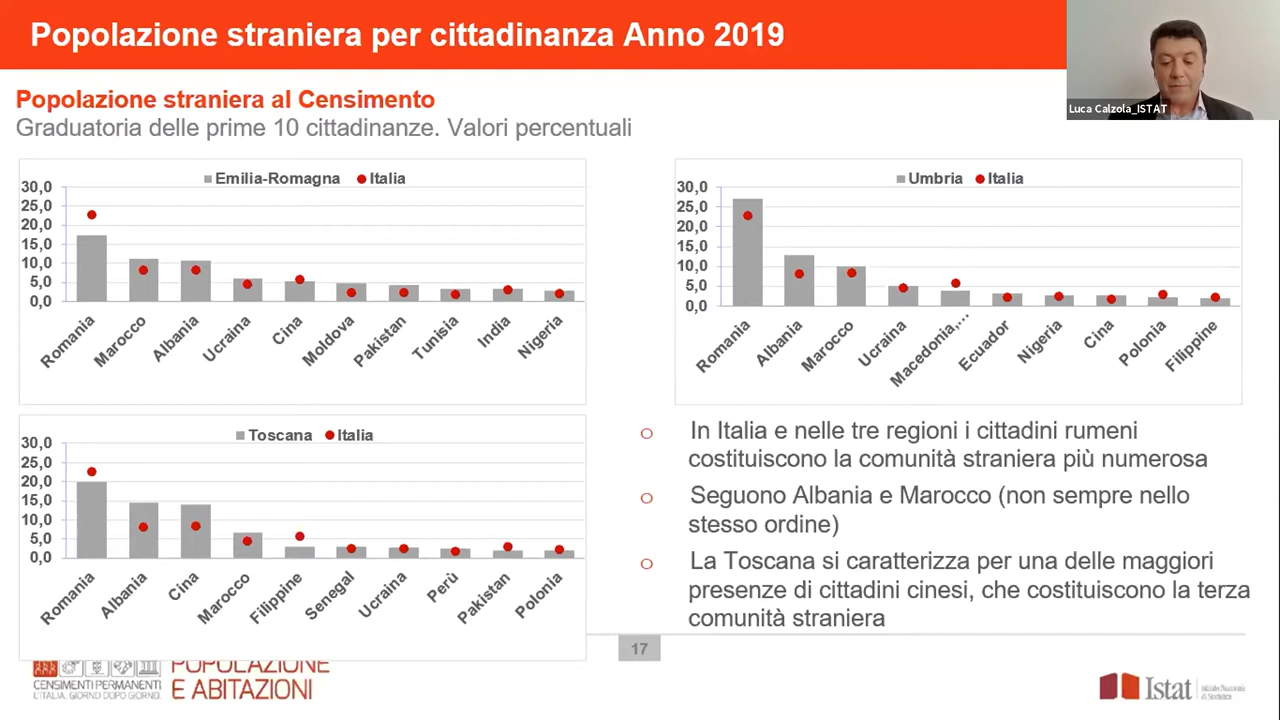 Popolazione straniera per cittadinanza Anno 2019
Luca Calzola_ISTAT
Popolazione straniera al Censimento
Graduatoria delle prime 10 cittadinanze. Valori percentuali
Emilia-Romagna Italia
30,0
25,0
20,0
15,0
10,0
5,0
0,0
Romania
Marocco
Albania
Ucraina
Cina
Moldova
Pakistan
Tunisia
India
Nigeria
Umbria Italia
30,0
25,0
20,0
15,0
10,0
5,0
0,0
Romania
Albania
Marocco
Ucraina
Macedonia,…
Ecuador
Nigeria
Cina
Polonia
Filippine
Toscana Italia
30,0
25,0
20,0
15,0
10,0
5,0
0,0
Romania
Albania
Cina
Marocco
Filippine
Senegal
Ucraina
Perù
Pakistan
Polonia
In Italia e nelle tre regioni i cittadini rumeni
costituiscono la comunità straniera più numerosa
Seguono Albania e Marocco (non sempre nello
stesso ordine)
La Toscana si caratterizza per una delle maggiori
presenze di cittadini cinesi, che costituiscono la terza
comunità straniera
17
POPOLAZIONE
E ABITAZIONI
CENSIMENTI PERMANENTI
L'ITALIA. GIORNO DOPO GIORNO.
Istat